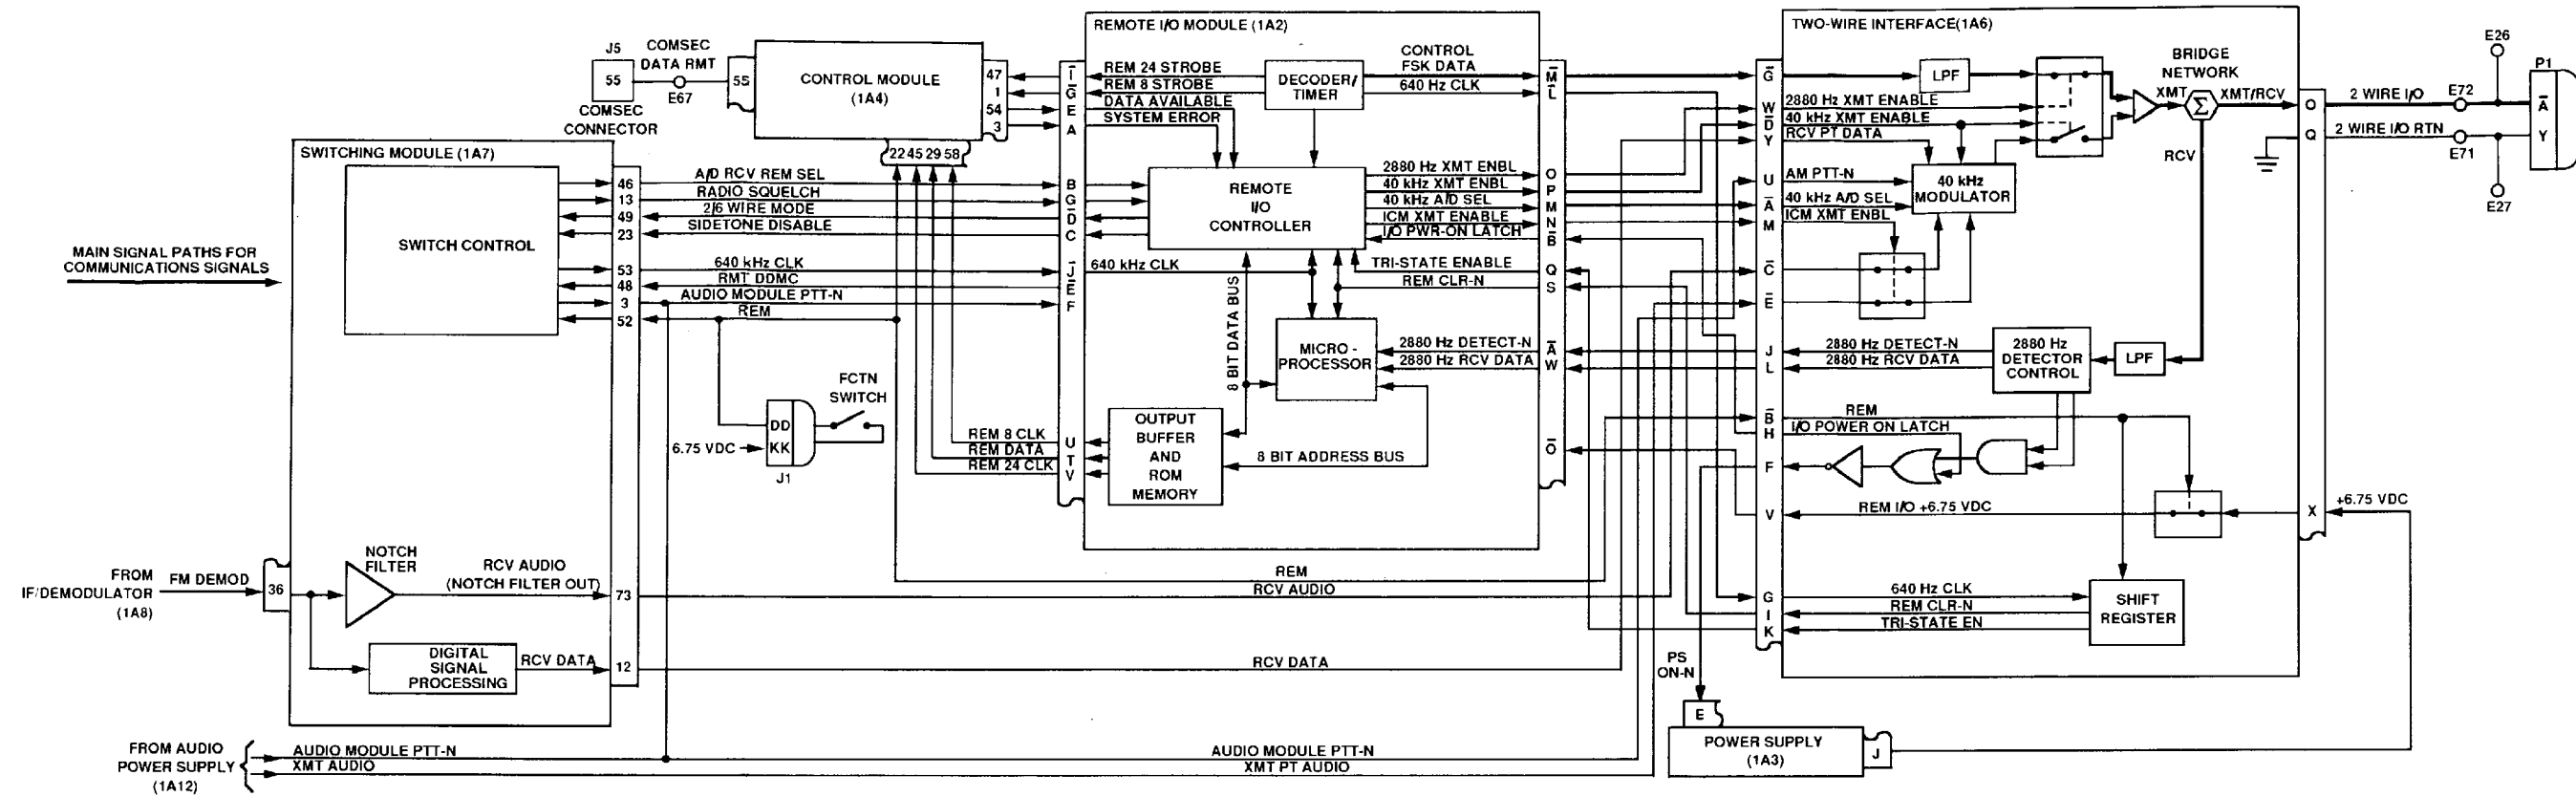 MAIN SIGNAL PATHS FOR
COMMUNICATIONS SIGNALS
FROM
IF/DEMODULATOR
(1A8)
FM DEMOD
36
FROM AUDIO
POWER SUPPLY
(1A12)
AUDIO MODULE PTT-N
XMT AUDIO
SWITCHING MODULE (1A7)
SWITCH CONTROL
46
13
49
23
53
48
3
52
NOTCH
FILTER
RCV AUDIO
(NOTCH FILTER OUT)
73
DIGITAL
SIGNAL
PROCESSING
RCV DATA
12
J5
55
COMSEC
CONNECTOR
COMSEC
DATA RMT
E67
55
CONTROL MODULE
(1A4)
47
1
54
3
22 45 29 58
A/D RCV REM SEL
RADIO SQUELCH
2/6 WIRE MODE
SIDETONE DISABLE
640 kHz CLK
RMT DDMC
AUDIO MODULE PTT-N
REM
FCTN
SWITCH
DD
KK
6.75 VDC
J1
REM 8 CLK
REM DATA
REM 24 CLK
REMOTE I/O MODULE (1A2)
I̅
G̅
E
A
B
G
D̅
C
J̅
E̅
F
U
T
V
REM 24 STROBE
REM 8 STROBE
DATA AVAILABLE
SYSTEM ERROR
DECODER/
TIMER
CONTROL
FSK DATA
640 Hz CLK
REMOTE
I/O
CONTROLLER
2880 Hz XMT ENBL
40 kHz XMT ENBL
40 kHz A/D SEL
ICM XMT ENABLE
I/O PWR-ON LATCH
640 kHz CLK
TRI-STATE ENABLE
REM CLR-N
8 BIT DATA BUS
MICRO-
PROCESSOR
2880 Hz DETECT-N
2880 Hz RCV DATA
OUTPUT
BUFFER
AND
ROM
MEMORY
8 BIT ADDRESS BUS
M̅
L̅
O
P
M
N
B̅
Q
S
A̅
W
O̅
REM
RCV AUDIO
RCV DATA
AUDIO MODULE PTT-N
XMT PT AUDIO
PS
ON-N
E
POWER SUPPLY
(1A3)
J
TWO-WIRE INTERFACE(1A6)
G̅
W
D̅
Y
U
A̅
M
C̅
E̅
J
L
B̅
H
F
V
G
I
K
LPF
2880 Hz XMT ENABLE
40 kHz XMT ENABLE
RCV PT DATA
AM PTT-N
40 kHz A/D SEL
ICM XMT ENBL
40 kHz
MODULATOR
BRIDGE
NETWORK
XMT
Σ
XMT/RCV
RCV
2880 Hz DETECT-N
2880 Hz RCV DATA
2880 Hz
DETECTOR
CONTROL
LPF
REM
I/O POWER ON LATCH
REM I/O +6.75 VDC
640 Hz CLK
REM CLR-N
TRI-STATE EN
SHIFT
REGISTER
O
Q
X
2 WIRE I/O
2 WIRE I/O RTN
E72
E71
E26
E27
P1
A̅
Y
+6.75 VDC